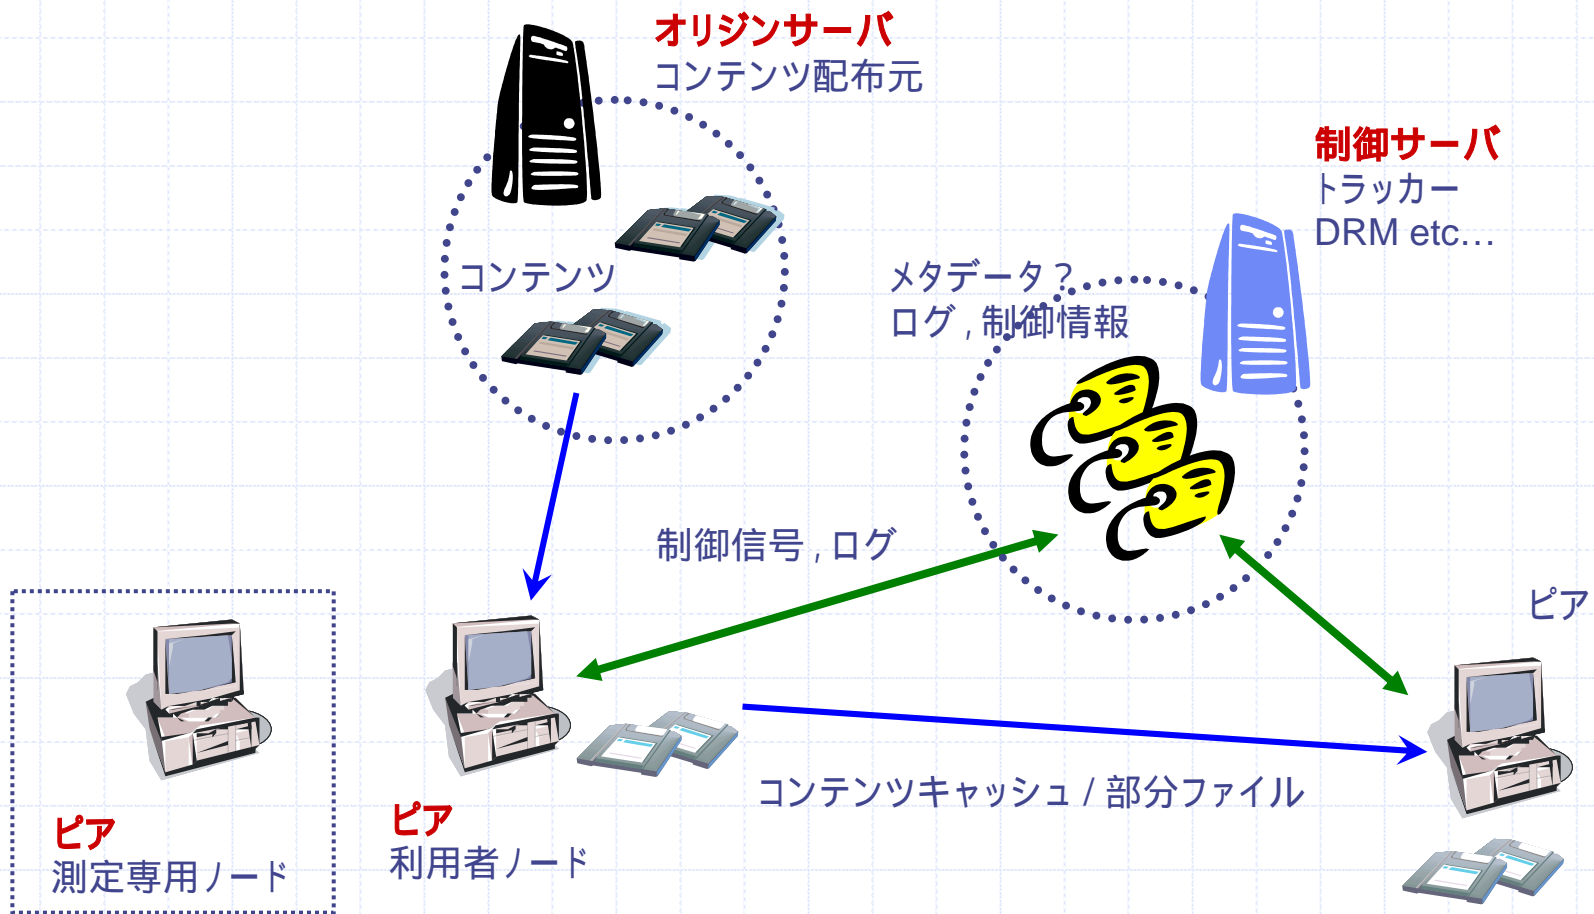 オリジンサーバ
コンテンツ配布元
制御サーバ
トラッカー
DRM etc…
コンテンツ
メタデータ？
ログ , 制御情報
制御信号 , ログ
ピア
コンテンツキャッシュ / 部分ファイル
ピア
利用者ノード
ピア
測定専用ノード